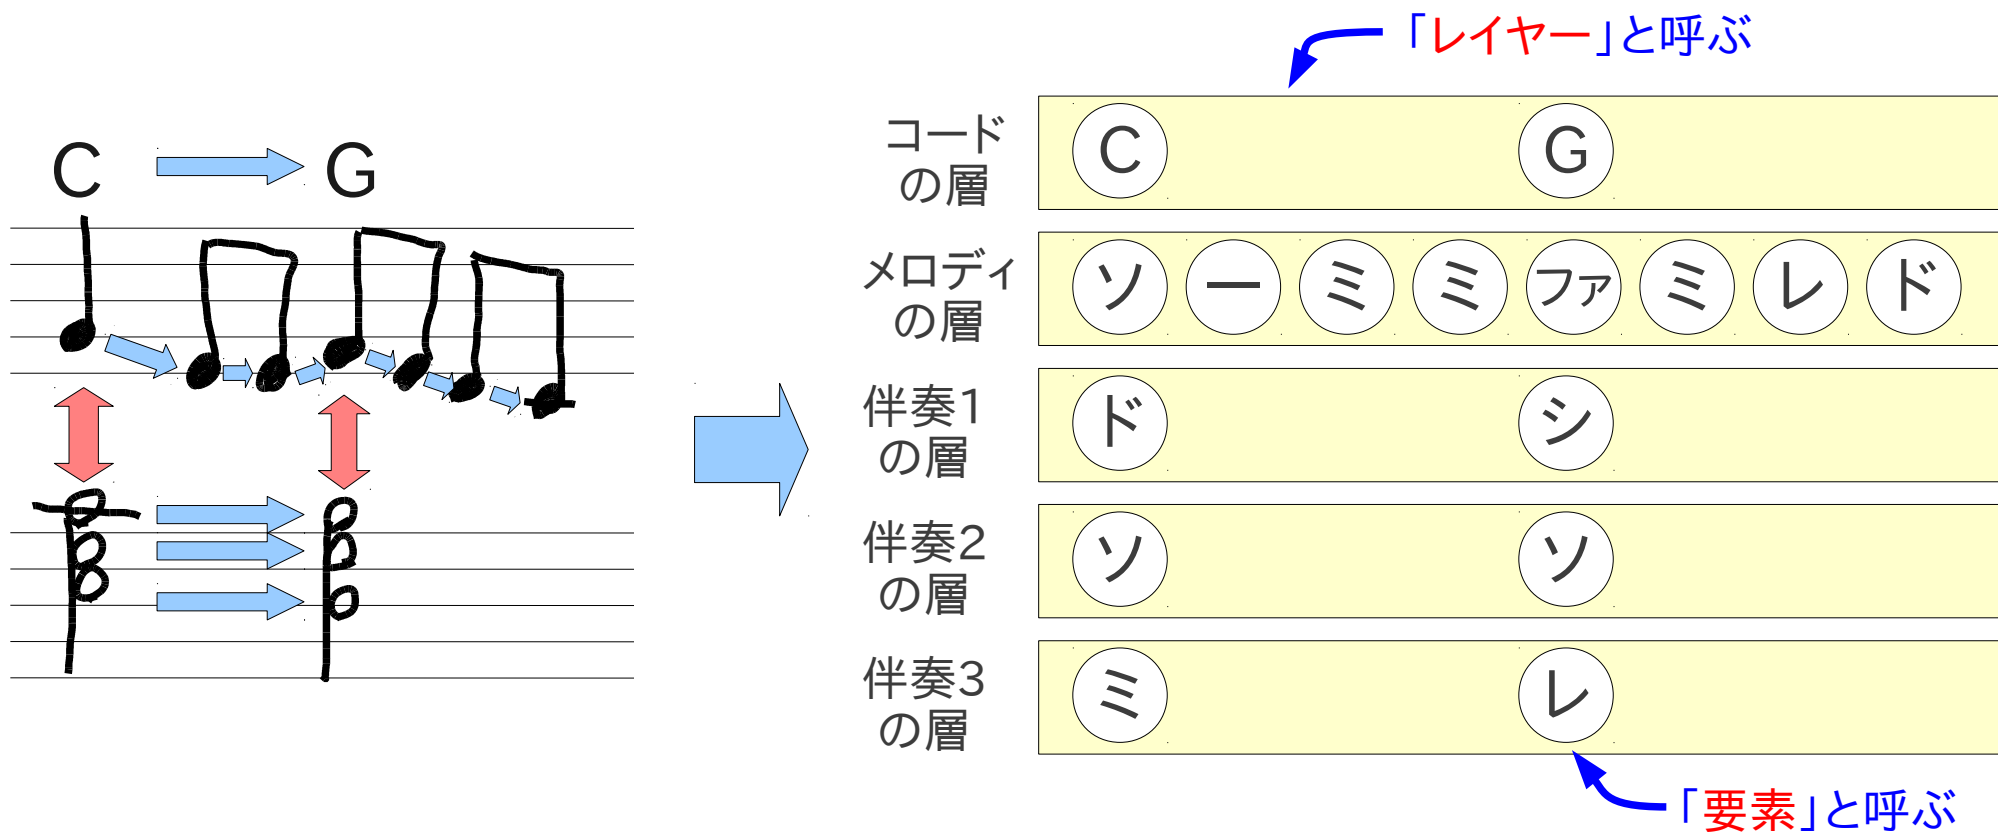 「レイヤー」と呼ぶ
C G
コード
の層
C G
メロディ
の層
ソ ー ミ ミ ファ ミ レ ド
伴奏1
の層
ド シ
伴奏2
の層
ソ ソ
伴奏3
の層
ミ レ
「要素」と呼ぶ